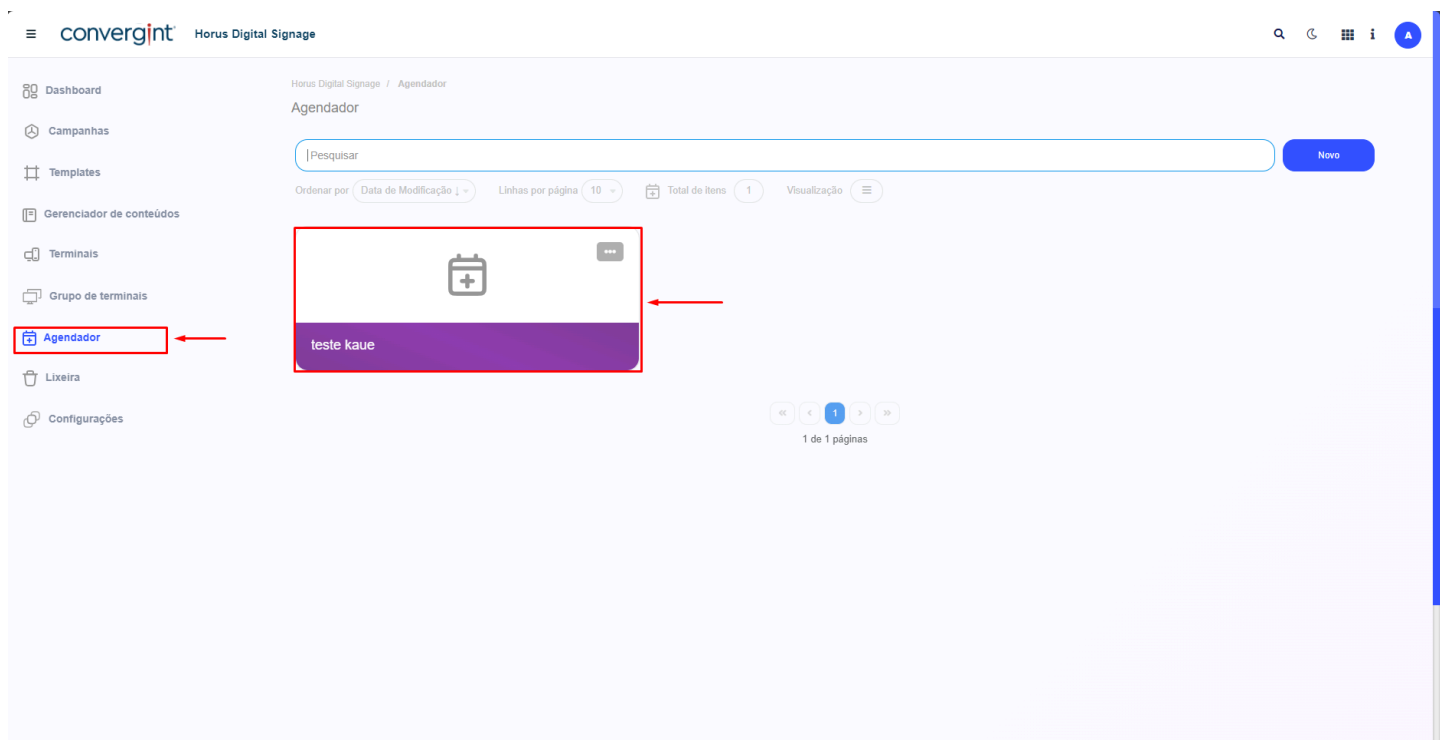 convergint Horus Digital Signage
i A
Dashboard
Campanhas
Templates
Gerenciador de conteúdos
Terminais
Grupo de terminais
Agendador
Lixeira
Configurações
Horus Digital Signage / Agendador
Agendador
Pesquisar
Novo
Ordenar por Data de Modificação ↓ Linhas por página 10 Total de itens 1 Visualização
teste kaue
« < 1 > »
1 de 1 páginas